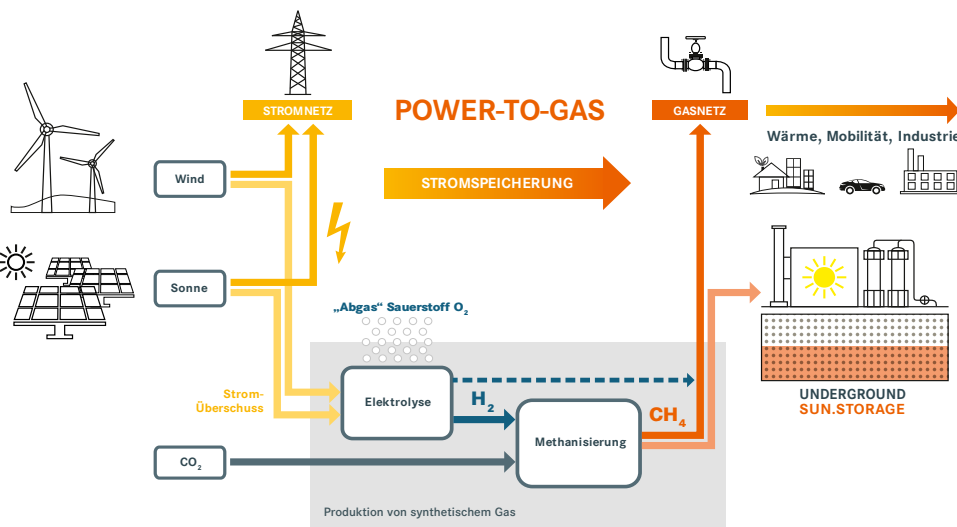 STROMNETZ
POWER-TO-GAS
GASNETZ
Wärme, Mobilität, Industrie
Wind
STROMSPEICHERUNG
Sonne
„Abgas“ Sauerstoff O₂
Strom-
Überschuss
Elektrolyse
H₂
CH₄
Methanisierung
CO₂
UNDERGROUND
SUN.STORAGE
Produktion von synthetischem Gas